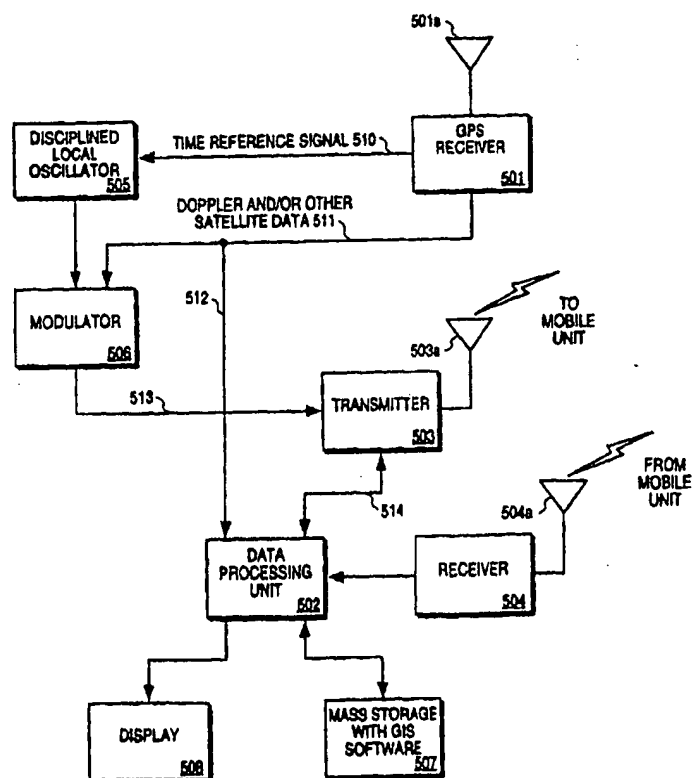 501a
DISCIPLINED
LOCAL
OSCILLATOR
505
TIME REFERENCE SIGNAL 510
GPS
RECEIVER
501
DOPPLER AND/OR OTHER
SATELLITE DATA 511
MODULATOR
506
512
TO
MOBILE
UNIT
503a
513
TRANSMITTER
503
FROM
MOBILE
UNIT
504a
514
DATA
PROCESSING
UNIT
502
RECEIVER
504
DISPLAY
508
MASS STORAGE
WITH GIS
SOFTWARE
507